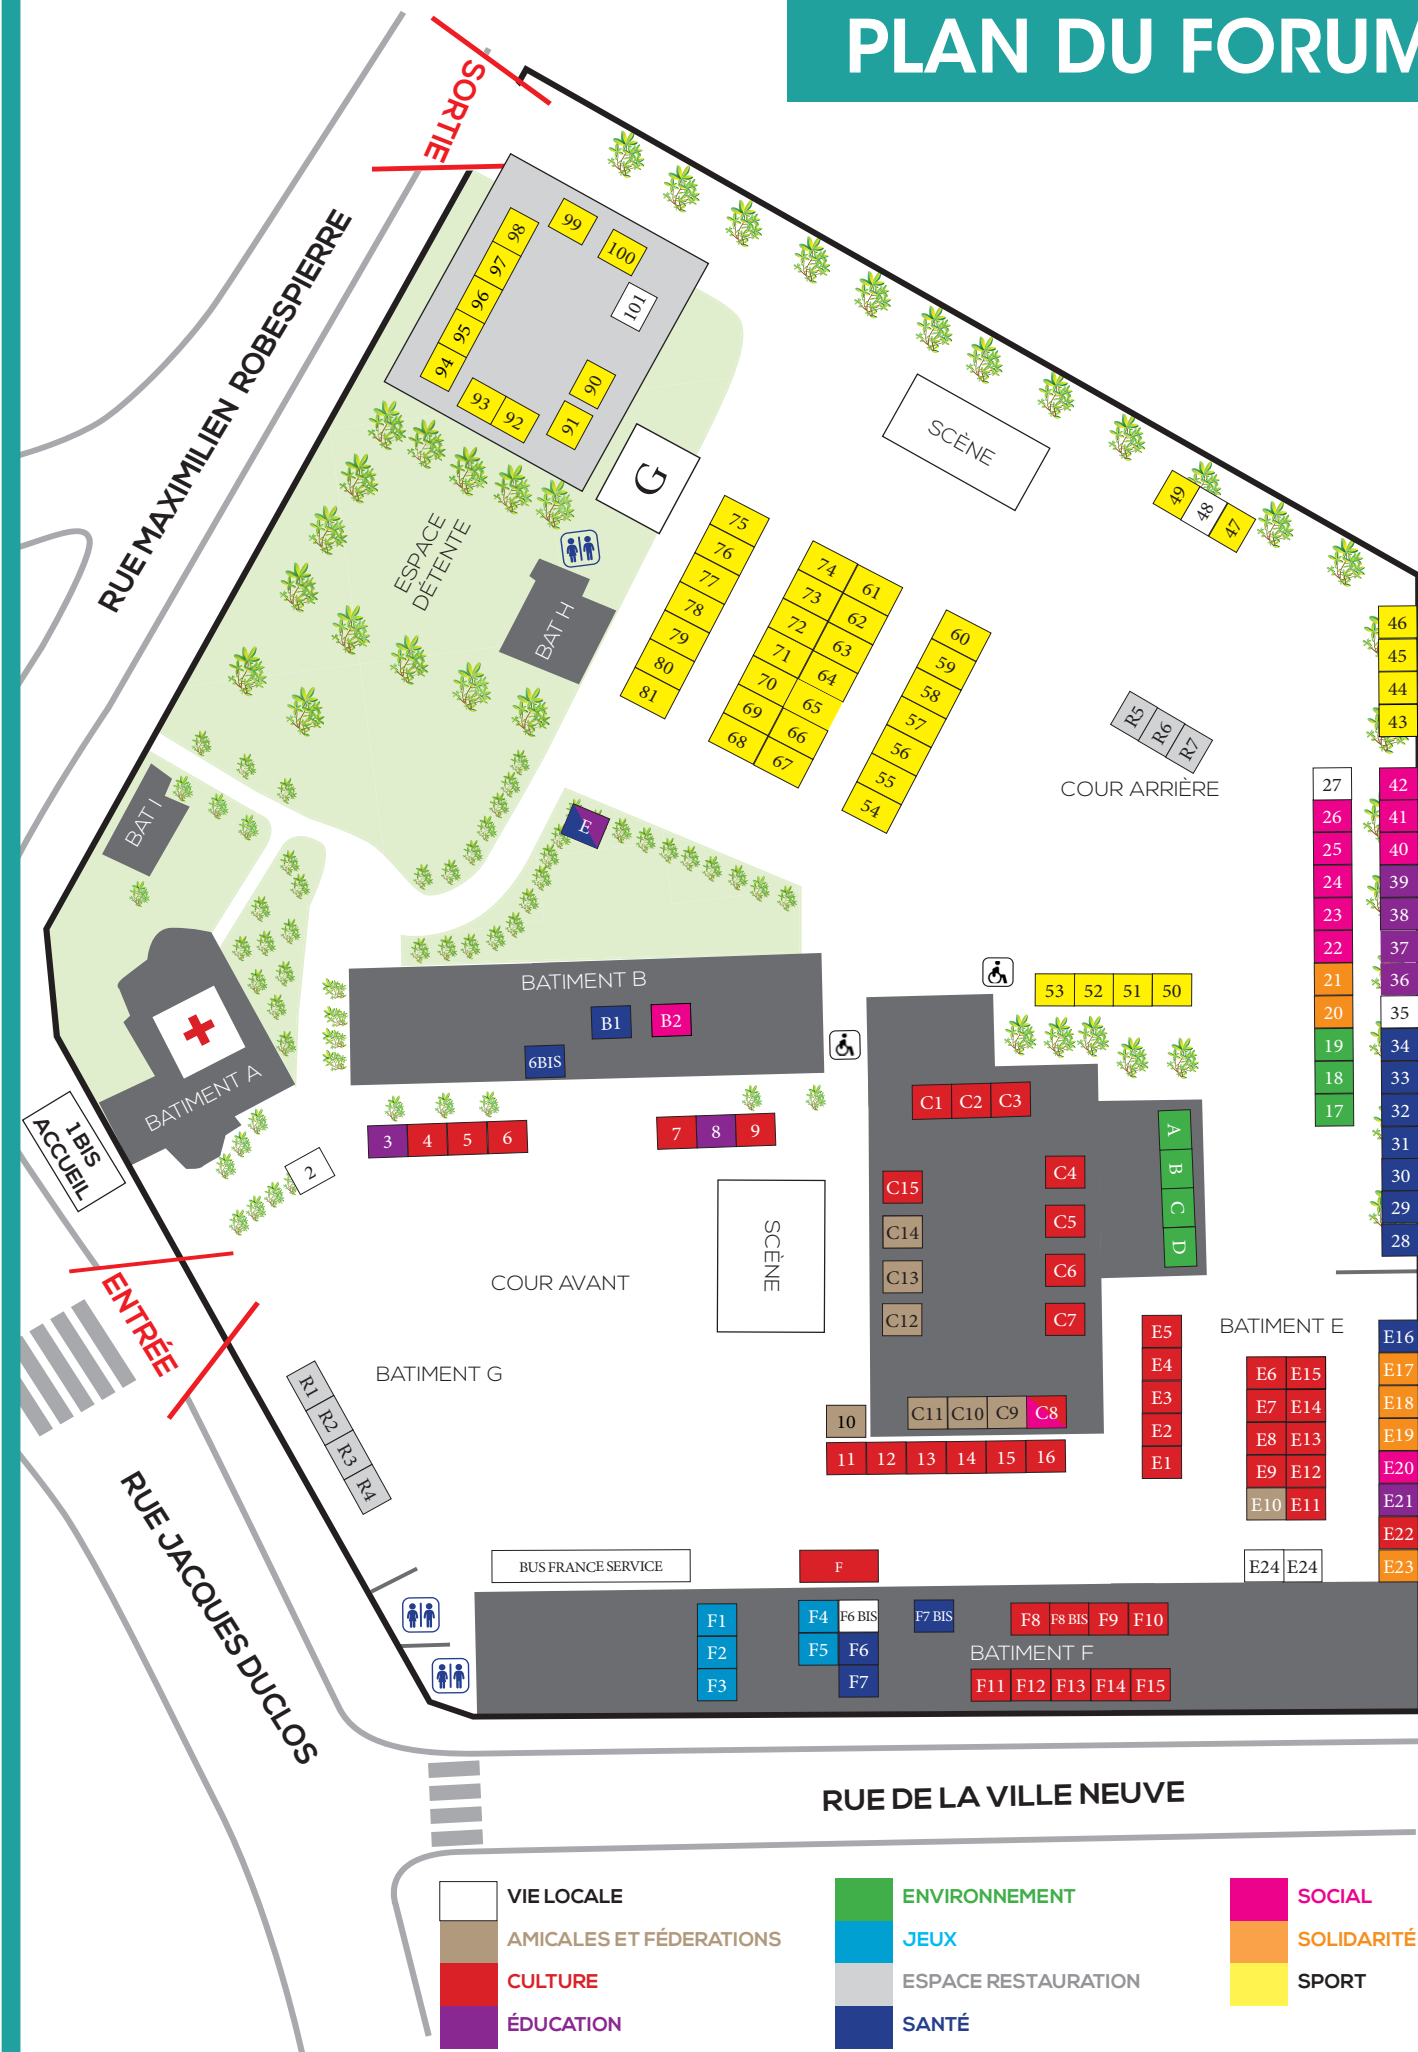 PLAN DU FORUM
SORTIE
RUE MAXIMILIEN ROBESPIERRE
98
97
96
95
94
99
100
101
93
92
91
90
G
SCÈNE
49
48
47
ESPACE
DÉTENTE
BAT H
75
76
77
78
79
80
81
74
73
72
71
70
69
68
61
62
63
64
65
66
67
60
59
58
57
56
55
54
46
45
44
43
R5
R6
R7
COUR ARRIÈRE
27
26
25
24
23
22
21
20
19
18
17
42
41
40
39
38
37
36
35
34
33
32
31
30
29
28
BAT I
E
BATIMENT B
B1
B2
6BIS
53 52 51 50
BATIMENT A
1 BIS
ACCUEIL
2
3 4 5 6
7 8 9
C1 C2 C3
C4
C5
C6
C7
C15
C14
C13
C12
C11 C10 C9 C8
A
B
C
D
SCÈNE
COUR AVANT
ENTRÉE
BATIMENT G
R1
R2
R3
R4
10
11 12 13 14 15 16
E5
E4
E3
E2
E1
BATIMENT E
E6 E15
E7 E14
E8 E13
E9 E12
E10 E11
E24 E24
E16
E17
E18
E19
E20
E21
E22
E23
RUE JACQUES DUCLOS
BUS FRANCE SERVICE
F
F1
F2
F3
F4 F6 BIS
F5 F6
F7
F7 BIS
F8 F8 BIS F9 F10
BATIMENT F
F11 F12 F13 F14 F15
RUE DE LA VILLE NEUVE
VIE LOCALE
AMICALES ET FÉDERATIONS
CULTURE
ÉDUCATION
ENVIRONNEMENT
JEUX
ESPACE RESTAURATION
SANTÉ
SOCIAL
SOLIDARITÉ
SPORT